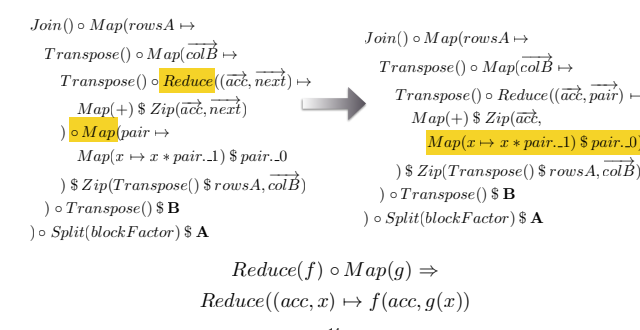 Join() ∘ Map(rowsA ↦
Transpose() ∘ Map(colB ↦
Transpose() ∘ Reduce((acc, next) ↦
Map(+) $ Zip(acc, next)
) ∘ Map(pair ↦
Map(x ↦ x * pair._1) $ pair._0
) $ Zip(Transpose() $ rowsA, colB)
) ∘ Transpose() $ B
) ∘ Split(blockFactor) $ A
Join() ∘ Map(rowsA ↦
Transpose() ∘ Map(colB ↦
Transpose() ∘ Reduce((acc, pair) ↦
Map(+) $ Zip(acc,
Map(x ↦ x * pair._1) $ pair._0)
) $ Zip(Transpose() $ rowsA, colB)
) ∘ Transpose() $ B
) ∘ Split(blockFactor) $ A
Reduce(f) ∘ Map(g) ⇒
Reduce((acc, x) ↦ f(acc, g(x))